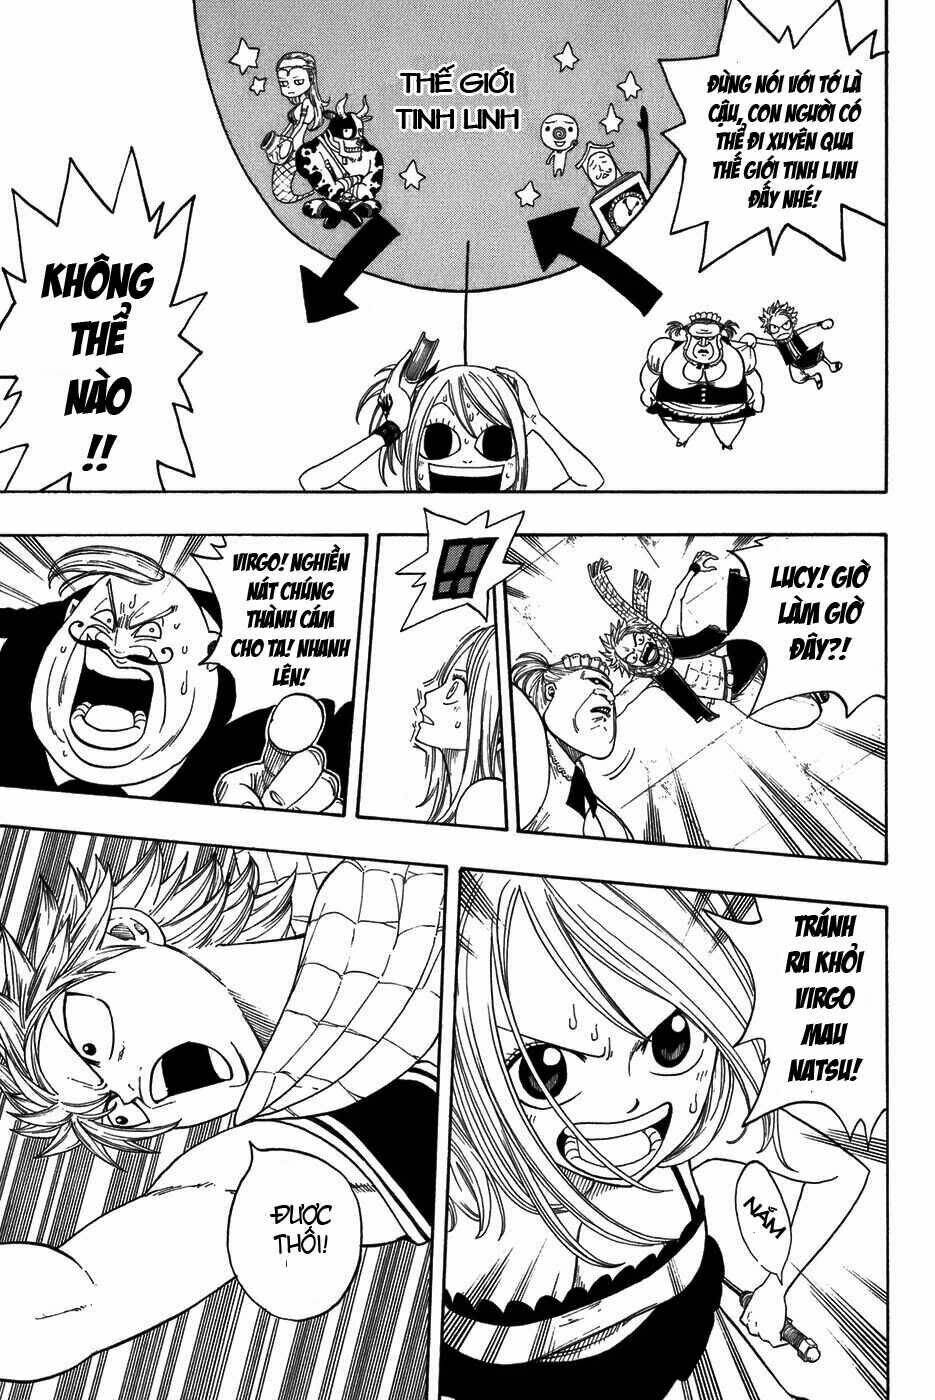 ĐỪNG NÓI VỚI TỚ LÀ
CẬU, CON NGƯỜI CÓ
THỂ ĐI XUYÊN QUA
THẾ GIỚI TINH LINH
ĐẤY NHÉ!
THẾ GIỚI
TINH LINH
KHÔNG
THỂ
NÀO
!!
LUCY! GIỜ
LÀM GIỜ
ĐÂY?!
!!
VIRGO! NGHIỀN
NÁT CHÚNG
THÀNH CÁM
CHO TA! NHANH
LÊN!
TRÁNH
RA KHỎI
VIRGO
MAU
NATSU!
NẮM
ĐƯỢC
THÔI!